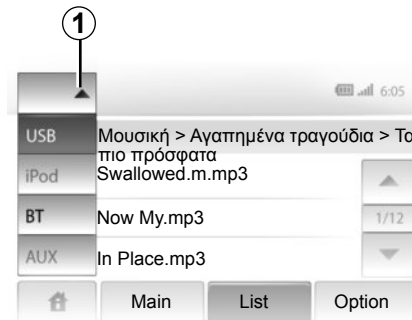 1
6:05
USB
Μουσική > Αγαπημένα τραγούδια > Τα
πιο πρόσφατα
iPod
Swallowed.m.mp3
BT
Now My.mp3
1/12
AUX
In Place.mp3
Main
List
Option